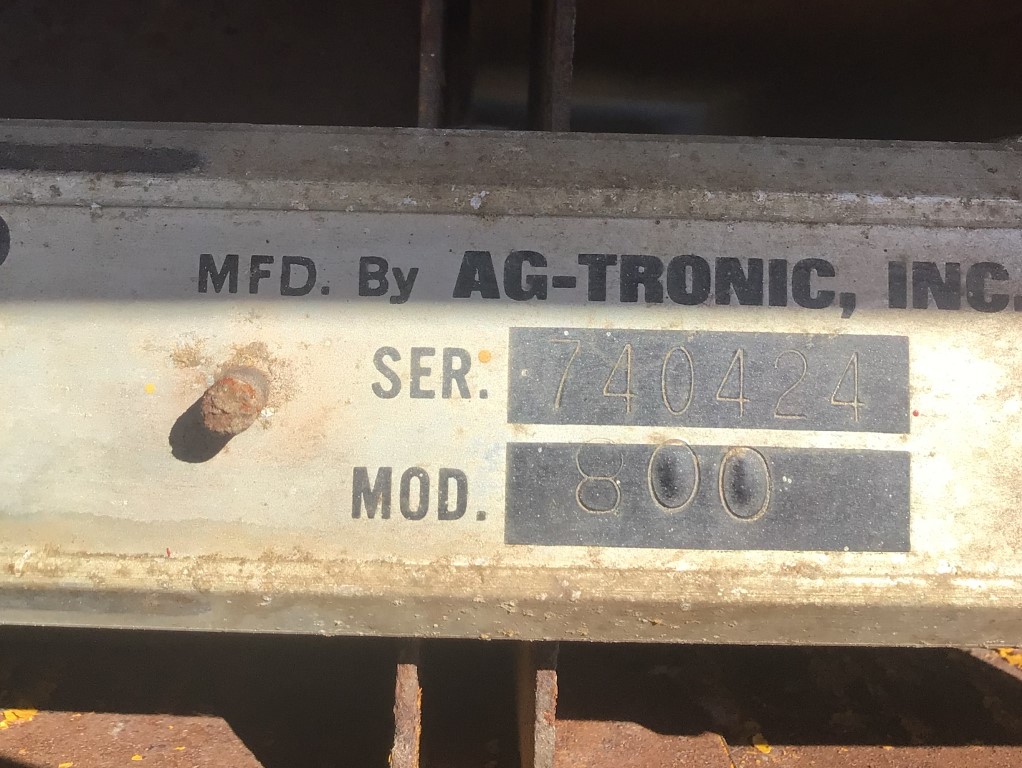 MFD. By AG-TRONIC, INC.
SER: 740424
MOD. 800